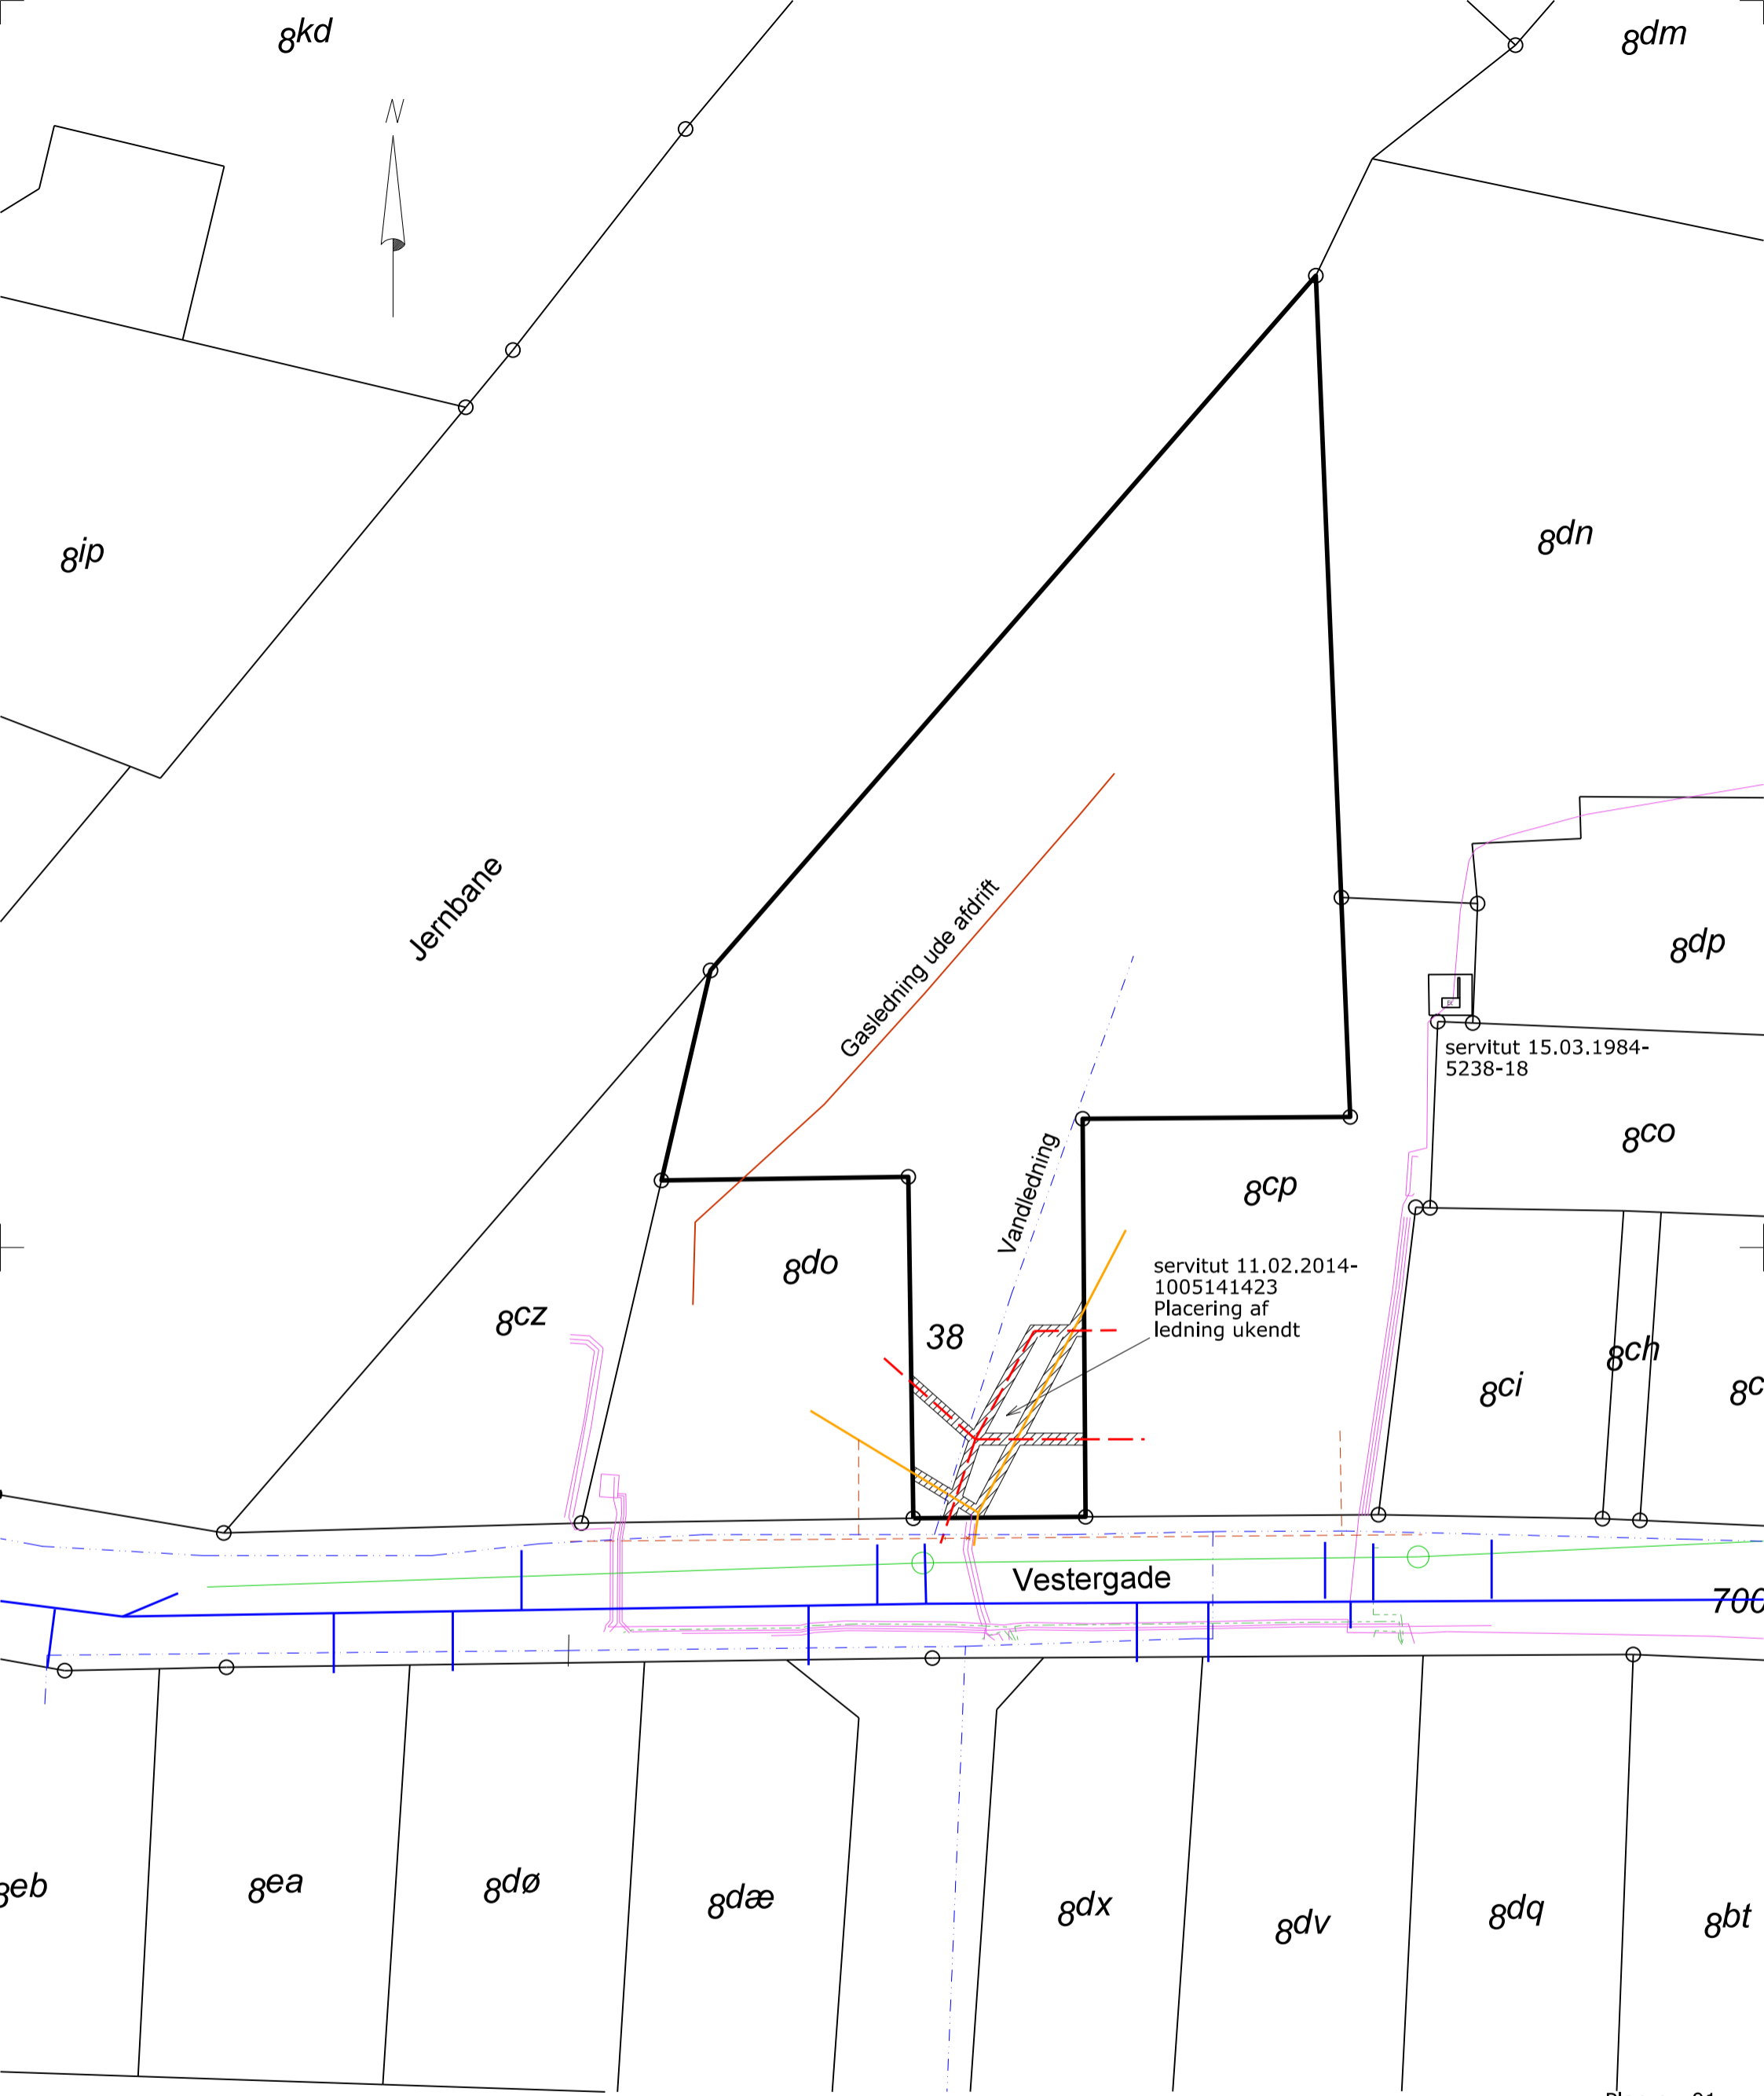 8kd
8dm
N
8ip
8dn
Jernbane
Gasledning ude afdrift
8dp
servitut 15.03.1984-
5238-18
8co
Vandledning
8cp
8do
servitut 11.02.2014-
1005141423
Placering af
ledning ukendt
8cz
38
8ch
8ci
8c
Vestergade
700
8eb
8ea
8dø
8dæ
8dx
8dv
8dq
8bt